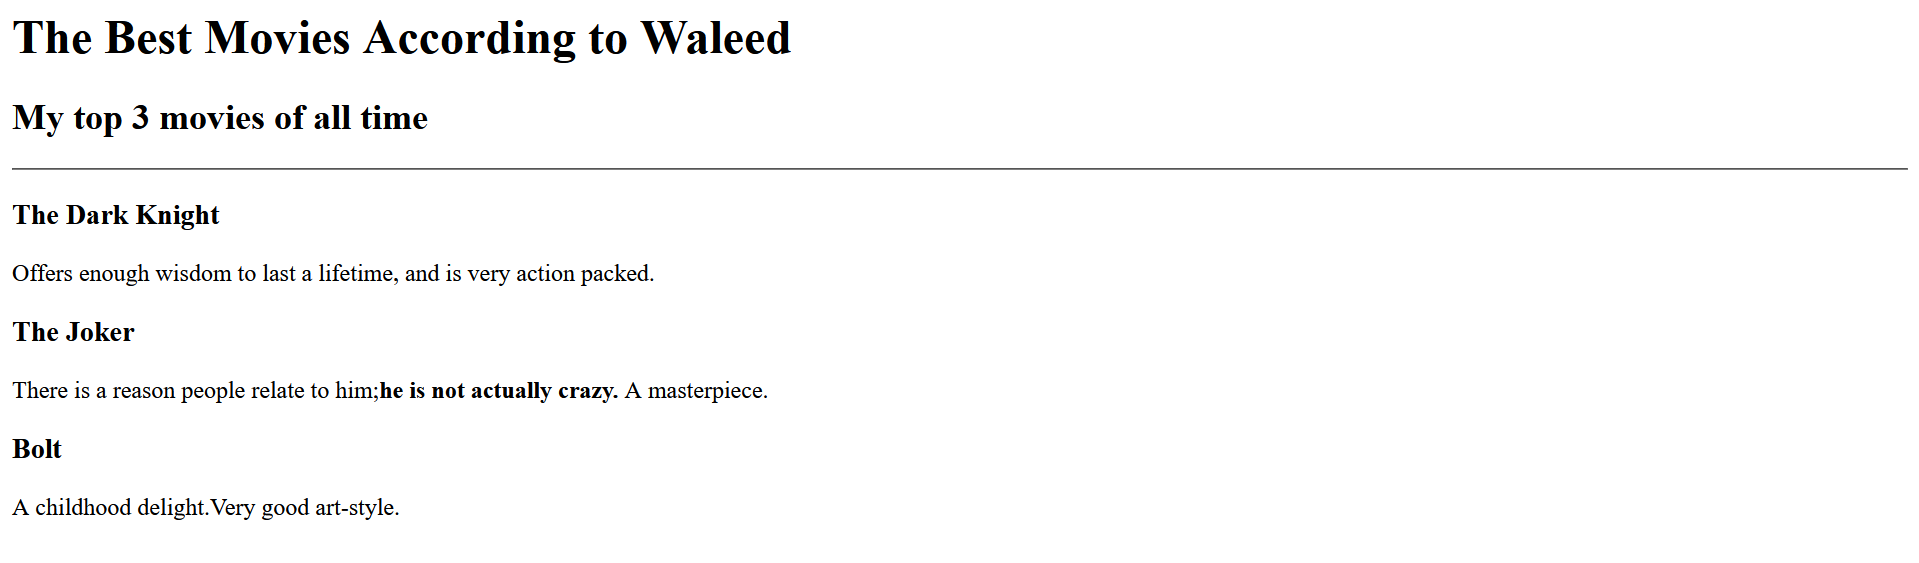 The Best Movies According to Waleed
My top 3 movies of all time
The Dark Knight
Offers enough wisdom to last a lifetime, and is very action packed.
The Joker
There is a reason people relate to him;he is not actually crazy. A masterpiece.
Bolt
A childhood delight.Very good art-style.